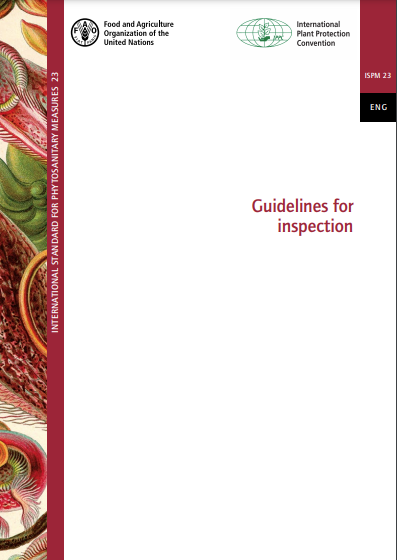 Food and Agriculture
Organization of the
United Nations
FAO
International
Plant Protection
Convention
ISPM 23
ENG
INTERNATIONAL STANDARD FOR PHYTOSANITARY MEASURES 23
Guidelines for
inspection